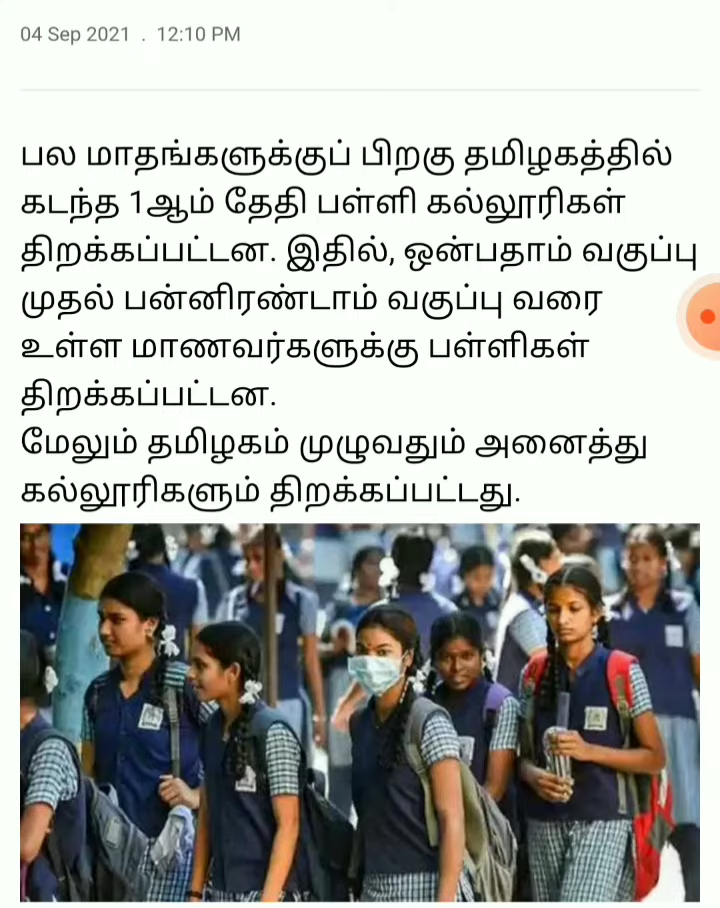 04 Sep 2021 . 12:10 PM
பல மாதங்களுக்குப் பிறகு தமிழகத்தில்
கடந்த 1ஆம் தேதி பள்ளி கல்லூரிகள்
திறக்கப்பட்டன. இதில், ஒன்பதாம் வகுப்பு
முதல் பன்னிரண்டாம் வகுப்பு வரை
உள்ள மாணவர்களுக்கு பள்ளிகள்
திறக்கப்பட்டன.
மேலும் தமிழகம் முழுவதும் அனைத்து
கல்லூரிகளும் திறக்கப்பட்டது.